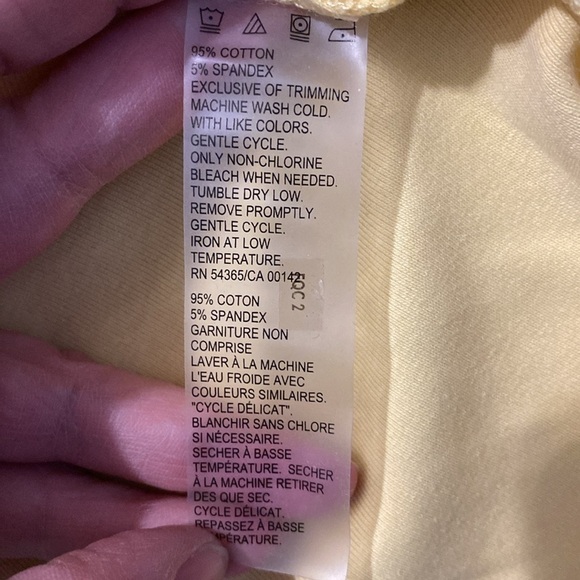 95% COTTON
5% SPANDEX
EXCLUSIVE OF TRIMMING
MACHINE WASH COLD.
WITH LIKE COLORS.
GENTLE CYCLE.
ONLY NON-CHLORINE
BLEACH WHEN NEEDED.
TUMBLE DRY LOW.
REMOVE PROMPTLY.
GENTLE CYCLE.
IRON AT LOW
TEMPERATURE.
RN 54365/CA 00142
QC 2
95% COTON
5% SPANDEX
GARNITURE NON
COMPRISE
LAVER À LA MACHINE
L'EAU FROIDE AVEC
COULEURS SIMILAIRES.
"CYCLE DÉLICAT".
BLANCHIR SANS CHLORE
SI NÉCESSAIRE.
SECHER À BASSE
TEMPÉRATURE. SECHER
À LA MACHINE RETIRER
DES QUE SEC.
CYCLE DÉLICAT.
REPASSEZ À BASSE